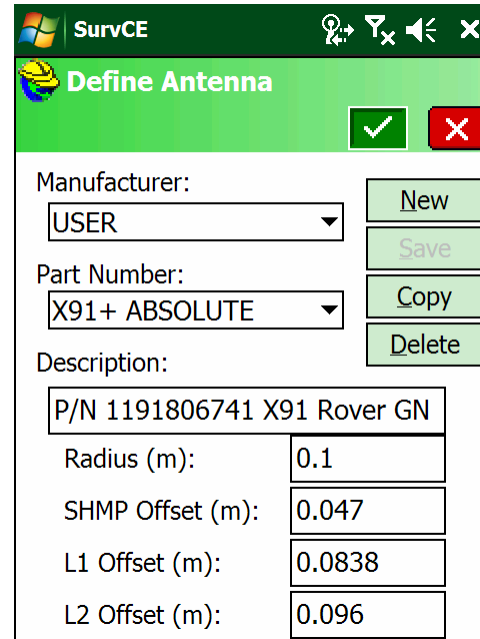 SurvCE
Define Antenna
Manufacturer:
USER
New
Save
Part Number:
X91+ ABSOLUTE
Copy
Delete
Description:
P/N 1191806741 X91 Rover GN
Radius (m): 0.1
SHMP Offset (m): 0.047
L1 Offset (m): 0.0838
L2 Offset (m): 0.096